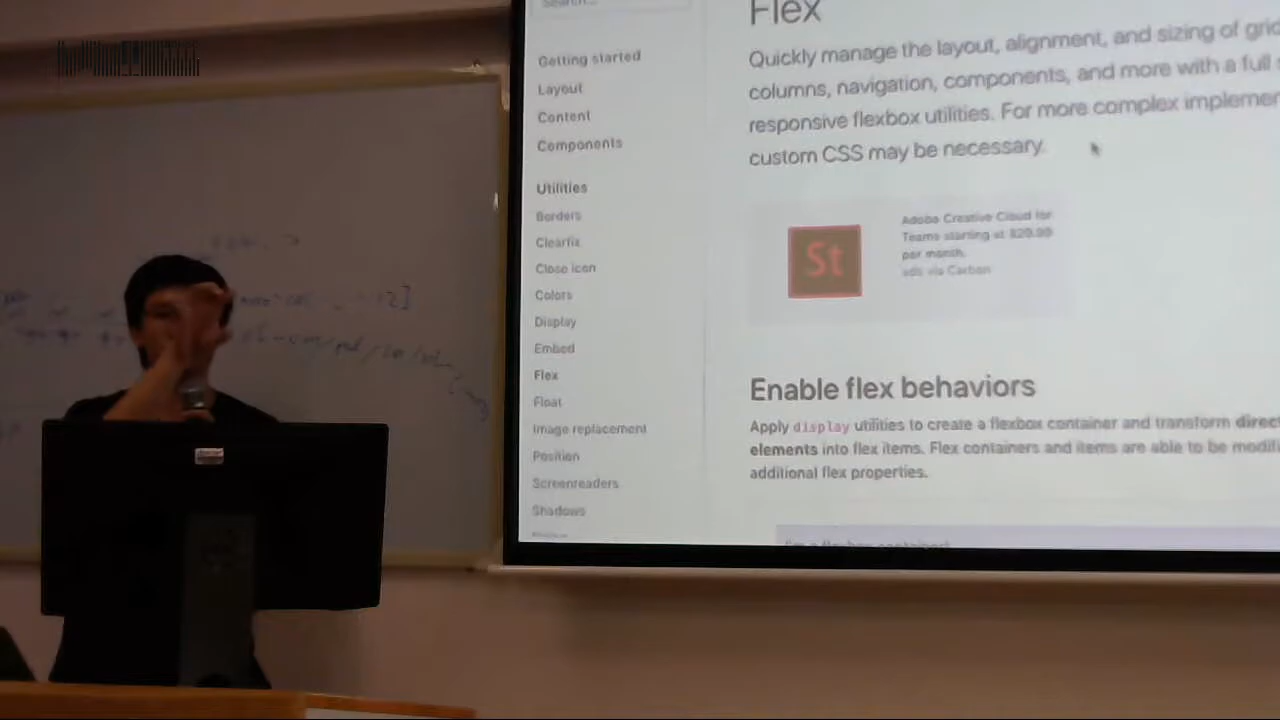 Search...
Getting started
Layout
Content
Components
Utilities
Borders
Clearfix
Close icon
Colors
Display
Embed
Flex
Float
Image replacement
Position
Screenreaders
Shadows
Flex
Quickly manage the layout, alignment, and sizing of grid
columns, navigation, components, and more with a full
responsive flexbox utilities. For more complex implemen
custom CSS may be necessary.
St
Adobe Creative Cloud for
Teams starting at $29.99
per month.
ads via Carbon
Enable flex behaviors
Apply display utilities to create a flexbox container and transform direct
elements into flex items. Flex containers and items are able to be modifi
additional flex properties.
I'm a flexbox container!